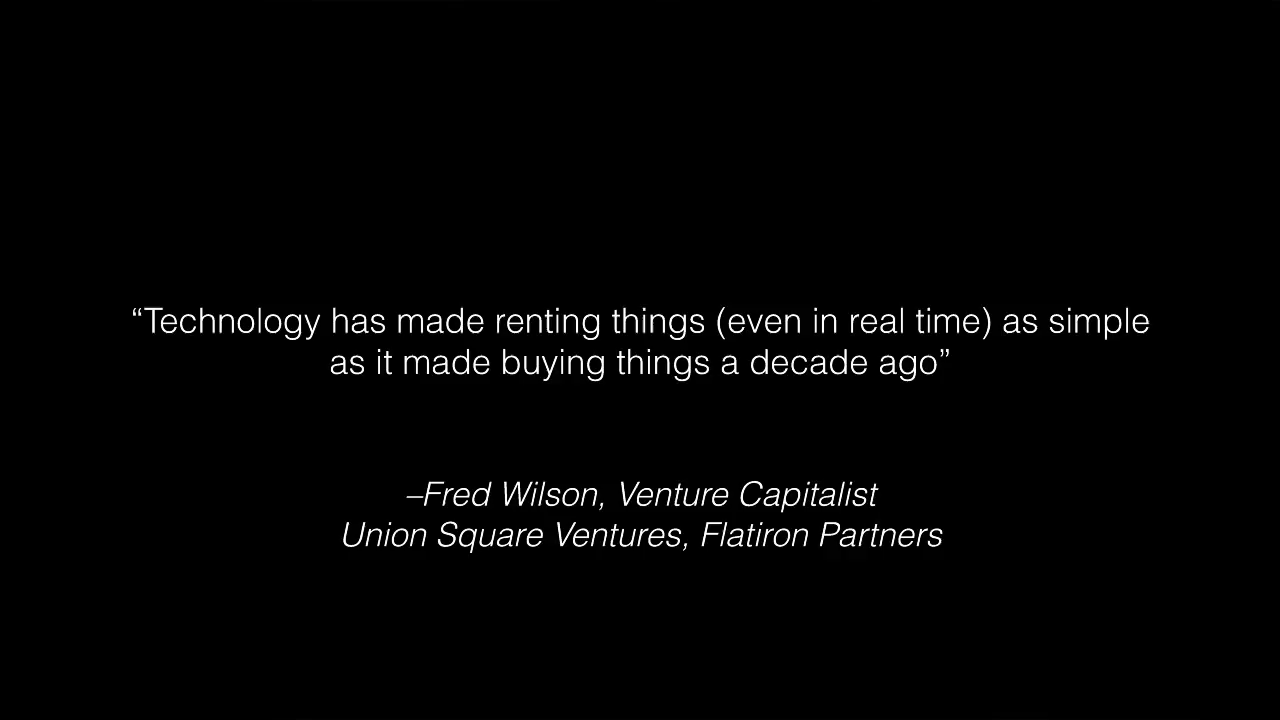 “Technology has made renting things (even in real time) as simple
as it made buying things a decade ago”
–Fred Wilson, Venture Capitalist
Union Square Ventures, Flatiron Partners